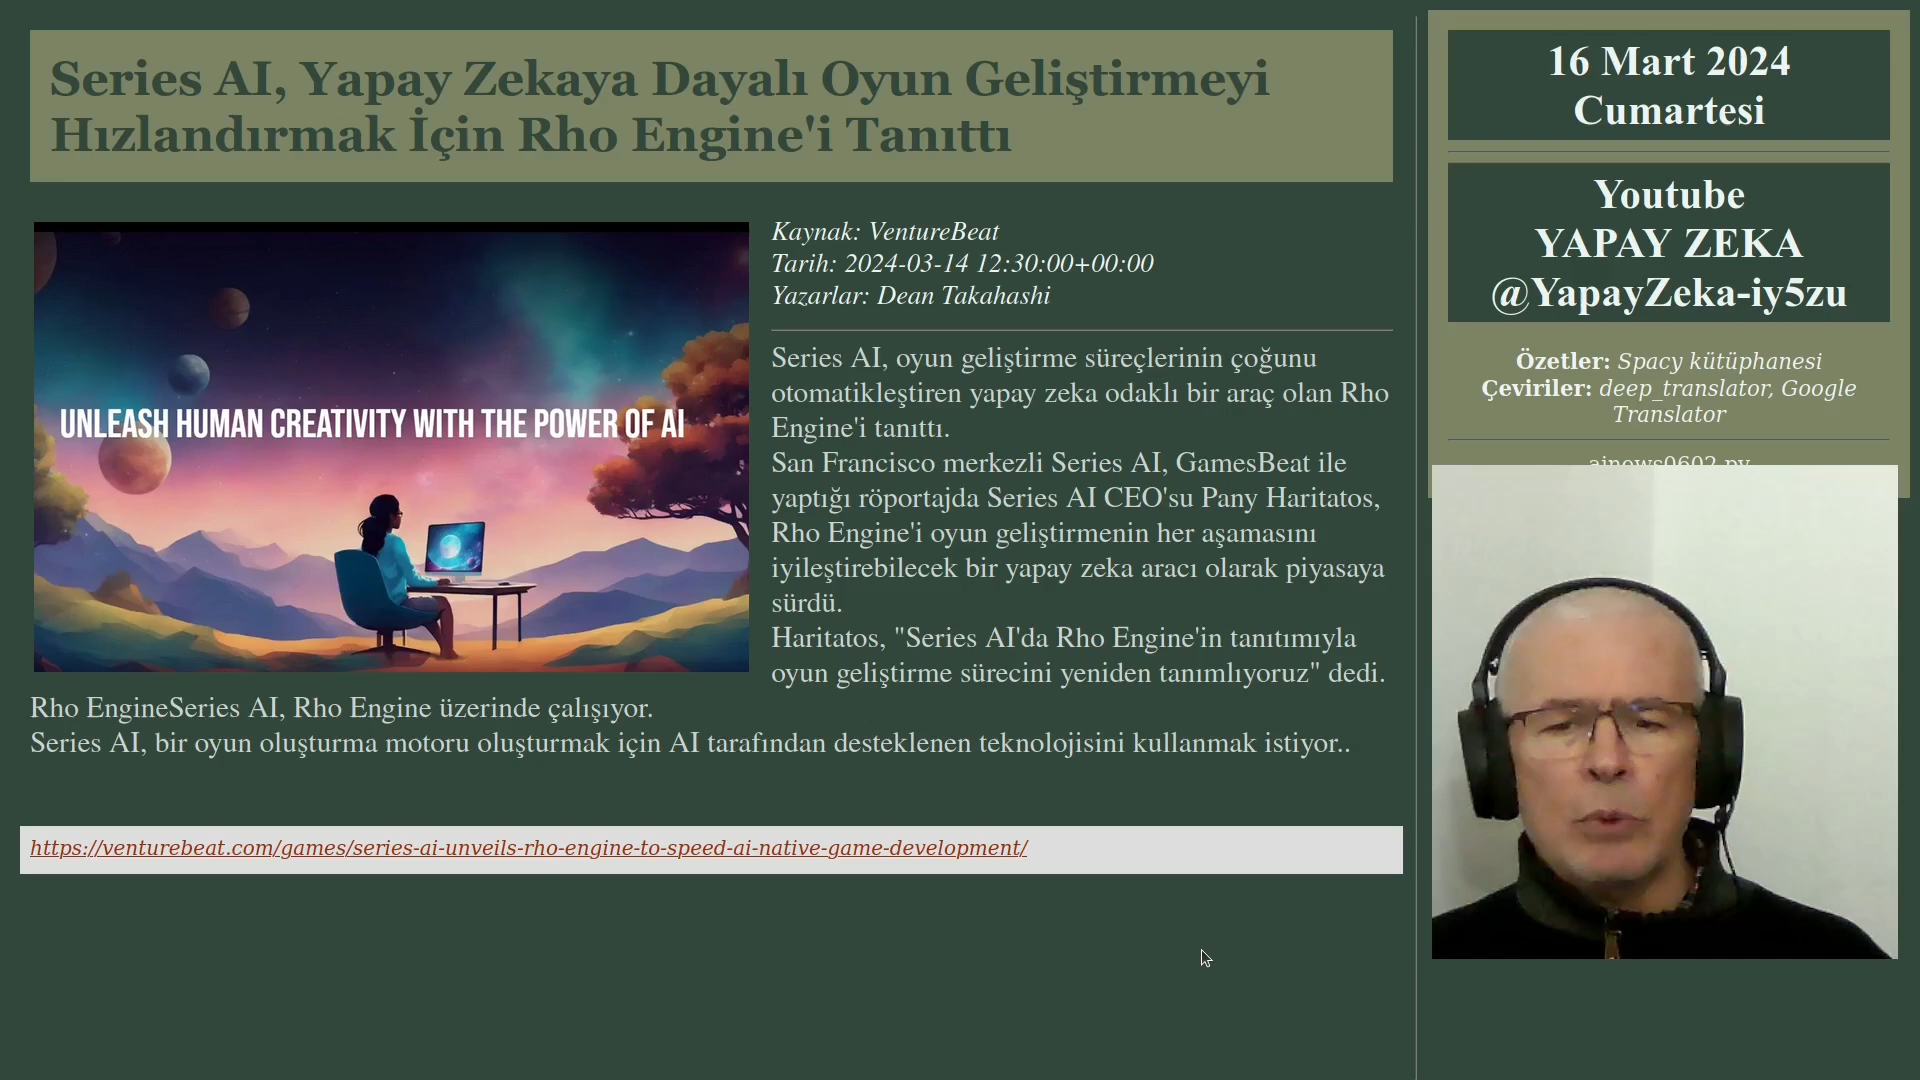 Series AI, Yapay Zekaya Dayalı Oyun Geliştirmeyi
Hızlandırmak İçin Rho Engine'i Tanıttı
UNLEASH HUMAN CREATIVITY WITH THE POWER OF AI
Kaynak: VentureBeat
Tarih: 2024-03-14 12:30:00+00:00
Yazarlar: Dean Takahashi
Series AI, oyun geliştirme süreçlerinin çoğunu
otomatikleştiren yapay zeka odaklı bir araç olan Rho
Engine'i tanıttı.
San Francisco merkezli Series AI, GamesBeat ile
yaptığı röportajda Series AI CEO'su Pany Haritatos,
Rho Engine'i oyun geliştirmenin her aşamasını
iyileştirebilecek bir yapay zeka aracı olarak piyasaya
sürdü.
Haritatos, "Series AI'da Rho Engine'in tanıtımıyla
oyun geliştirme sürecini yeniden tanımlıyoruz" dedi.
Rho EngineSeries AI, Rho Engine üzerinde çalışıyor.
Series AI, bir oyun oluşturma motoru oluşturmak için AI tarafından desteklenen teknolojisini kullanmak istiyor..
https://venturebeat.com/games/series-ai-unveils-rho-engine-to-speed-ai-native-game-development/
16 Mart 2024
Cumartesi
Youtube
YAPAY ZEKA
@YapayZeka-iy5zu
Özetler: Spacy kütüphanesi
Çeviriler: deep_translator, Google
Translator